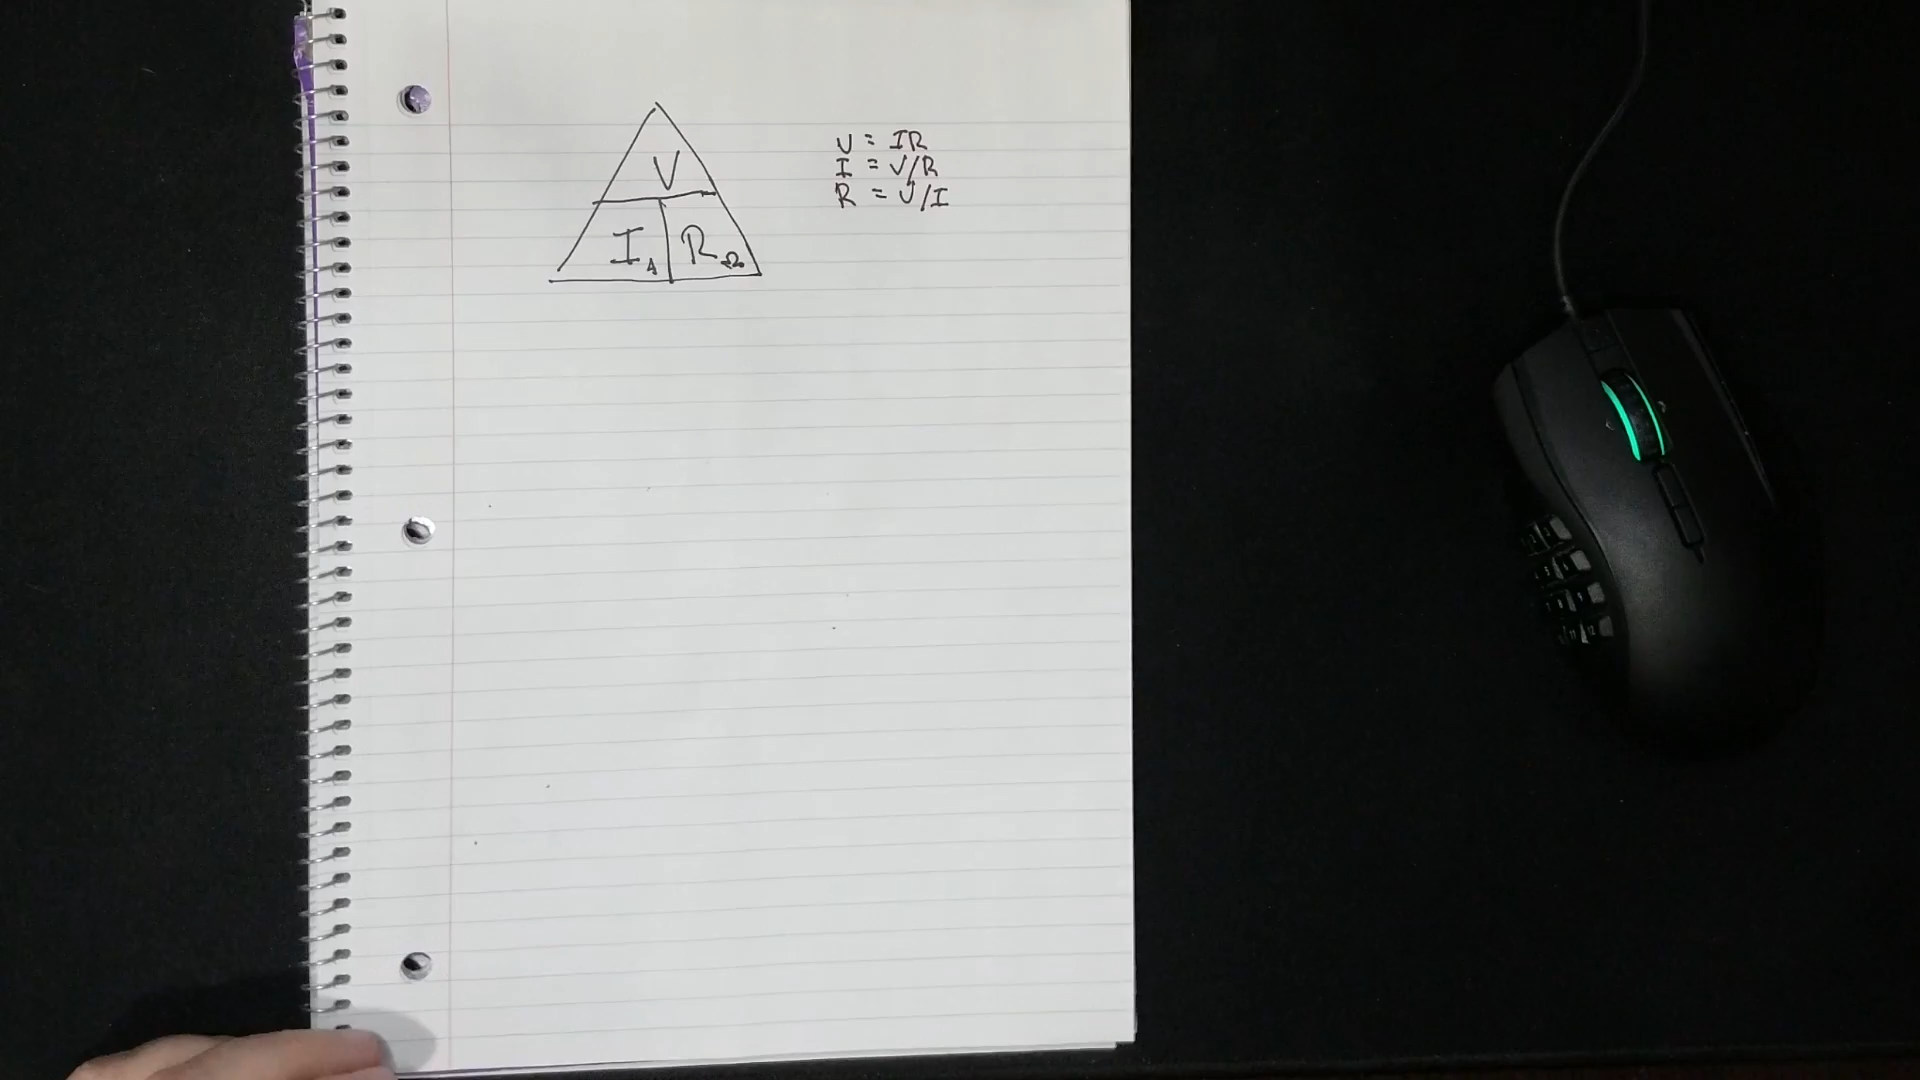 V
I A
R Ω
V = IR
I = V/R
R = V/I